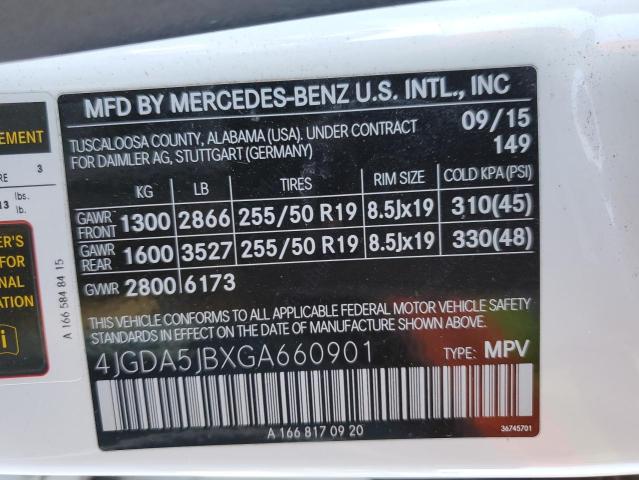 MFD BY MERCEDES-BENZ U.S. INTL., INC
TUSCALOOSA COUNTY, ALABAMA (USA). UNDER CONTRACT 09/15
FOR DAIMLER AG, STUTTGART (GERMANY) 149
KG LB TIRES RIM SIZE COLD KPA (PSI)
GAWR FRONT 1300 2866 255/50 R19 8.5Jx19 310(45)
GAWR REAR 1600 3527 255/50 R19 8.5Jx19 330(48)
GVWR 2800 6173
THIS VEHICLE CONFORMS TO ALL APPLICABLE FEDERAL MOTOR VEHICLE SAFETY
STANDARDS IN EFFECT ON THE DATE OF MANUFACTURE SHOWN ABOVE.
4JGDA5JBXGA660901 TYPE: MPV
A 166 817 09 20 36745701
A 166 584 84 15
3
lbs.
lb.